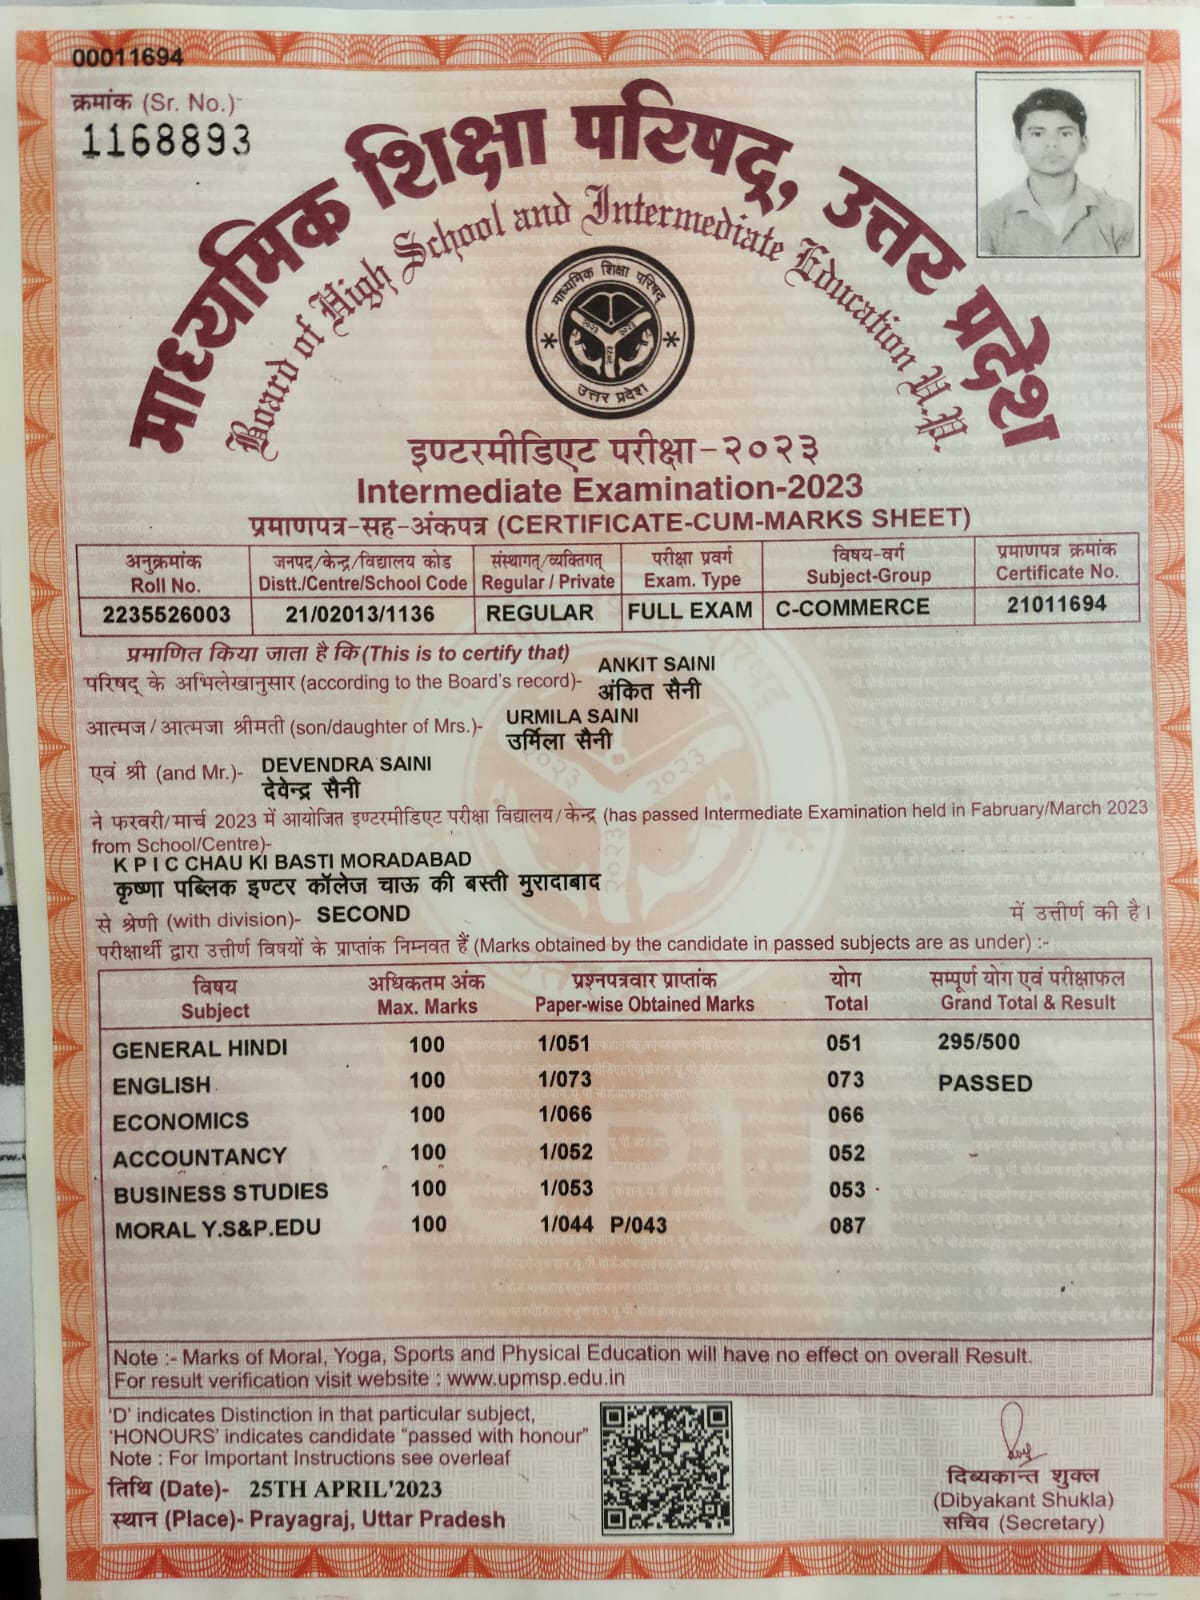 00011694
क्रमांक (Sr. No.)-
1168893
माध्यमिक शिक्षा परिषद्, उत्तर प्रदेश
Board of High School and Intermediate Education U.P.
माध्यमिक शिक्षा परिषद्
२०२३ २०२३
२०२३
उत्तर प्रदेश
इण्टरमीडिएट परीक्षा-२०२३
Intermediate Examination-2023
प्रमाणपत्र-सह-अंकपत्र (CERTIFICATE-CUM-MARKS SHEET)
अनुक्रमांक जनपद/केन्द्र/विद्यालय कोड संस्थागत्/व्यक्तिगत् परीक्षा प्रवर्ग विषय-वर्ग प्रमाणपत्र क्रमांक
Roll No. Distt./Centre/School Code Regular / Private Exam. Type Subject-Group Certificate No.
2235526003 21/02013/1136 REGULAR FULL EXAM C-COMMERCE 21011694
प्रमाणित किया जाता है कि (This is to certify that)
ANKIT SAINI
परिषद् के अभिलेखानुसार (according to the Board's record)- अंकित सैनी
URMILA SAINI
आत्मज/आत्मजा श्रीमती (son/daughter of Mrs.)- उर्मिला सैनी
एवं श्री (and Mr.)- DEVENDRA SAINI
देवेन्द्र सैनी
ने फरवरी/मार्च 2023 में आयोजित इण्टरमीडिएट परीक्षा विद्यालय/केन्द्र (has passed Intermediate Examination held in Fabruary/March 2023
from School/Centre)-
K P I C CHAU KI BASTI MORADABAD
कृष्णा पब्लिक इण्टर कॉलेज चाऊ की बस्ती मुरादाबाद
से श्रेणी (with division)- SECOND में उत्तीर्ण की है।
परीक्षार्थी द्वारा उत्तीर्ण विषयों के प्राप्तांक निम्नवत हैं (Marks obtained by the candidate in passed subjects are as under) :-
विषय अधिकतम अंक प्रश्नपत्रवार प्राप्तांक योग सम्पूर्ण योग एवं परीक्षाफल
Subject Max. Marks Paper-wise Obtained Marks Total Grand Total & Result
GENERAL HINDI 100 1/051 051 295/500
ENGLISH 100 1/073 073 PASSED
ECONOMICS 100 1/066 066
ACCOUNTANCY 100 1/052 052
BUSINESS STUDIES 100 1/053 053
MORAL Y.S&P.EDU 100 1/044 P/043 087
Note :- Marks of Moral, Yoga, Sports and Physical Education will have no effect on overall Result.
For result verification visit website : www.upmsp.edu.in
'D' indicates Distinction in that particular subject,
'HONOURS' indicates candidate "passed with honour"
Note : For Important Instructions see overleaf
तिथि (Date)- 25TH APRIL'2023
स्थान (Place)- Prayagraj, Uttar Pradesh
दिब्यकान्त शुक्ल
(Dibyakant Shukla)
सचिव (Secretary)